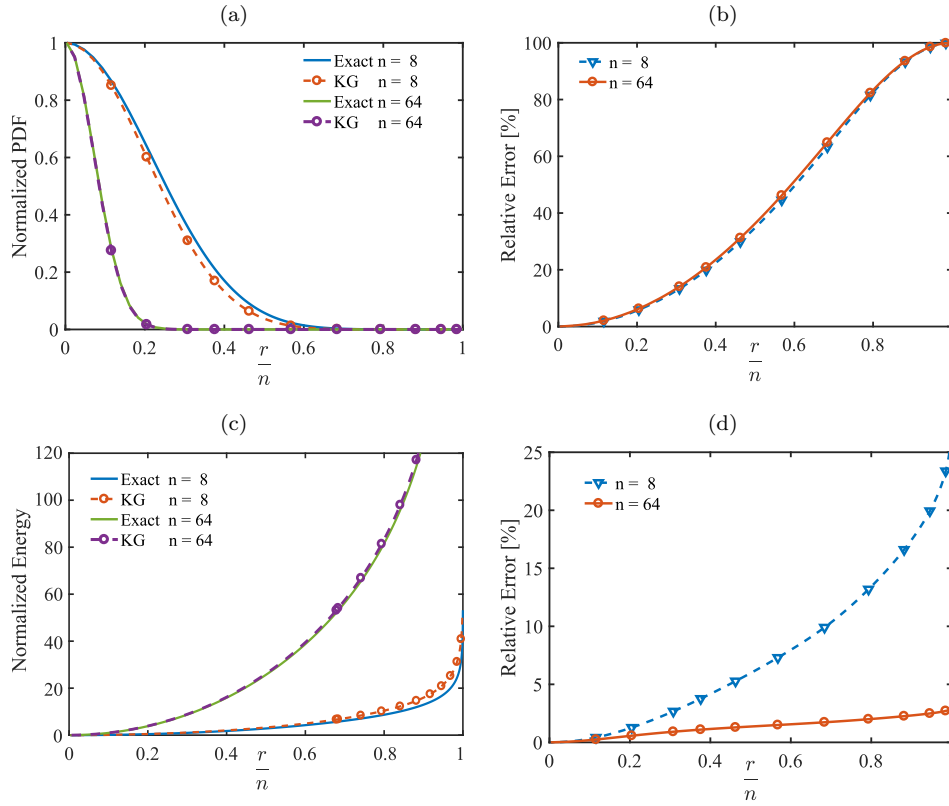 (a)
Normalized PDF
1
0.8
0.6
0.4
0.2
0
Exact n = 8
KG n = 8
Exact n = 64
KG n = 64
0 0.2 0.4 0.6 0.8 1
r
n
(b)
Relative Error [%]
100
80
60
40
20
0
n = 8
n = 64
0 0.2 0.4 0.6 0.8
r
n
(c)
Normalized Energy
120
100
80
60
40
20
0
Exact n = 8
KG n = 8
Exact n = 64
KG n = 64
0 0.2 0.4 0.6 0.8 1
r
n
(d)
Relative Error [%]
25
20
15
10
5
0
n = 8
n = 64
0 0.2 0.4 0.6 0.8
r
n